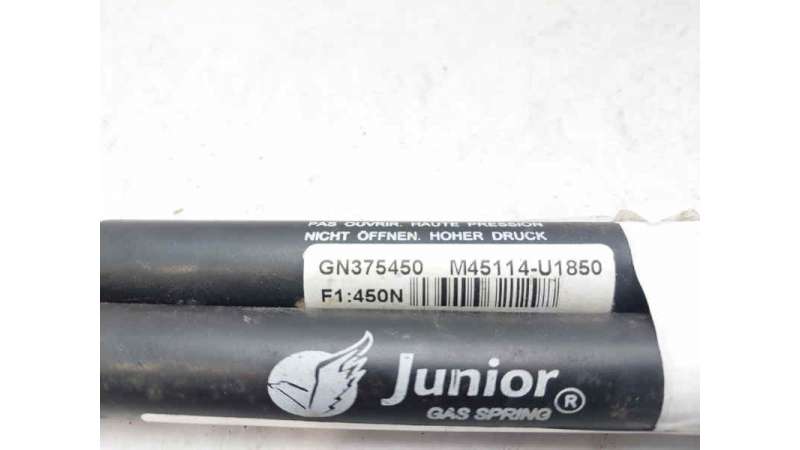 PAS OUVRIR. HAUTE PRESSION
NICHT ÖFFNEN. HOHER DRUCK
GN375450 M45114-U1850
F1:450N
Junior ®
GAS SPRING